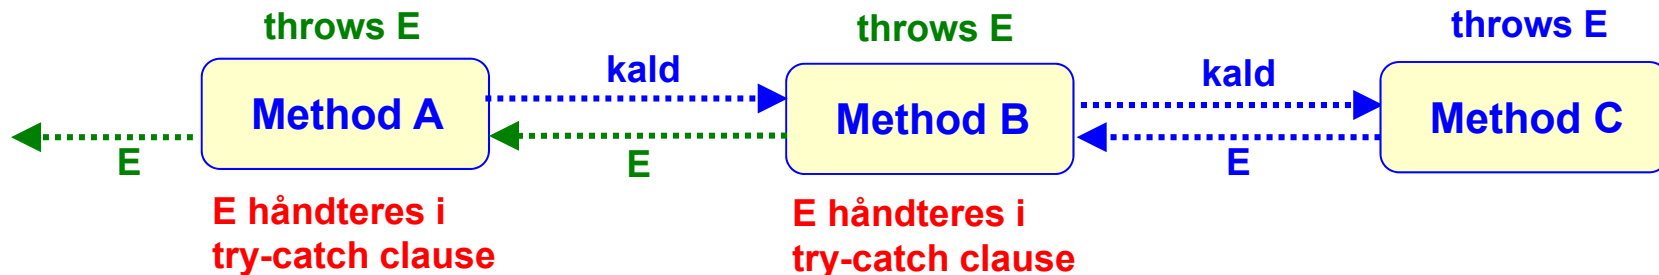 throws E
throws E
throws E
kald
kald
Method A
Method B
Method C
E
E
E
E håndteres i
try-catch clause
E håndteres i
try-catch clause